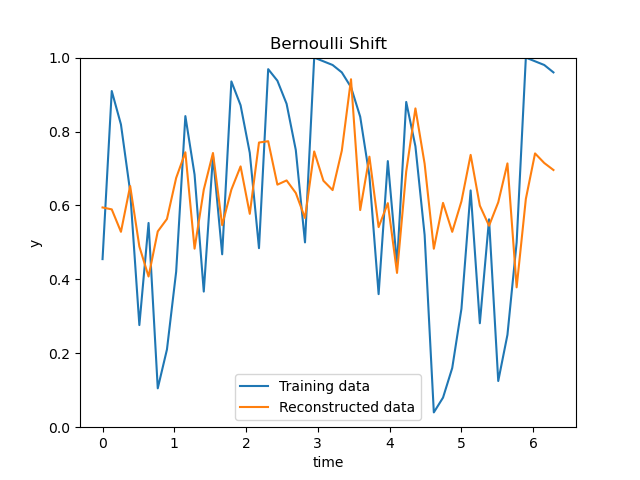 Bernoulli Shift
1.0
0.8
0.6
0.4
0.2
0.0
y
Training data
Reconstructed data
0 1 2 3 4 5 6
time